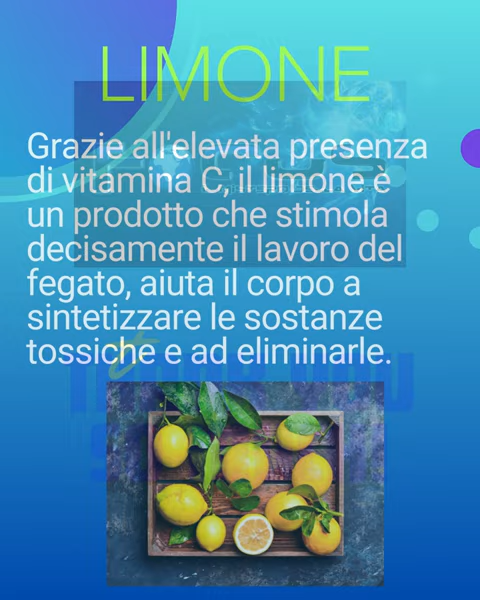 LIMONE
Grazie all'elevata presenza
di vitamina C, il limone è
un prodotto che stimola
decisamente il lavoro del
fegato, aiuta il corpo a
sintetizzare le sostanze
tossiche e ad eliminarle.